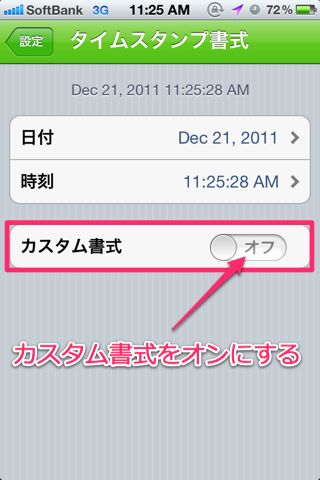 SoftBank 3G 11:25 AM 72%
設定 タイムスタンプ書式
Dec 21, 2011 11:25:28 AM
日付 Dec 21, 2011
時刻 11:25:28 AM
カスタム書式 オフ
カスタム書式をオンにする